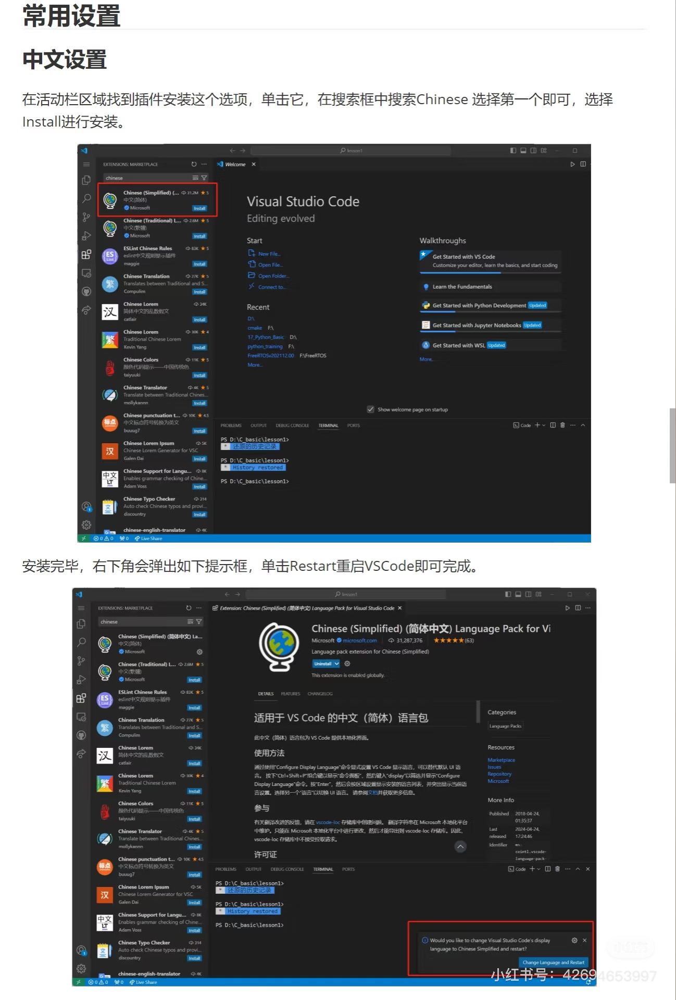 常用设置
中文设置
在活动栏区域找到插件安装这个选项，单击它，在搜索框中搜索Chinese 选择第一个即可，选择
Install进行安装。
lesson1
EXTENSIONS: MARKETPLACE
Welcome
chinese
Chinese (Simplified) (... 31.2M ★ 5
中文(简体)
Microsoft Install
Chinese (Traditional) L... 2.6M ★ 5
中文(繁體)
Microsoft Install
ESLint Chinese Rules 83K ★ 5
eslint中文规则提示插件
maggie Install
Chinese Translation 27K ★ 5
Translates between Traditional and S...
Compulim Install
Chinese Lorem 34K
简体中文的乱数假文
catlair Install
Chinese Lorem 30K ★ 4
Traditional Chinese Lorem
Kevin Yang Install
Chinese Colors 11K ★ 5
颜色代码提示——中国传统色
taiyuuki Install
Chinese Translator 4K ★ 5
Translate between Traditional Chines...
mollykannn Install
Chinese punctuation t... 10K ★ 4.5
中文标点符号转换为英文
buuug7 Install
Chinese Lorem Ipsum 5K
Chinese Lorem Generator for VSC
Galen Dai Install
Chinese Support for Langu... 8K
Enables grammar checking of Chine...
Adam Voss Install
Chinese Typo Checker 314
Auto check Chinese typos and provi...
discountry Install
chinese-english-translator 4K
Visual Studio Code
Editing evolved
Start
New File...
Open File...
Open Folder...
Connect to...
Recent
D:\
cmake F:\
17_Python_Basic D:\
python_training F:\
FreeRTOSv202112.00 F:\FreeRTOS
More...
Walkthroughs
Get Started with VS Code
Customize your editor, learn the basics, and start coding
Learn the Fundamentals
Get Started with Python Development Updated
Get Started with Jupyter Notebooks Updated
Get Started with WSL Updated
More...
Show welcome page on startup
PROBLEMS OUTPUT DEBUG CONSOLE TERMINAL PORTS
Code
PS D:\C_basic\lesson1>
* 还原的历史记录
PS D:\C_basic\lesson1>
* History restored
PS D:\C_basic\lesson1>
0 0 0 Live Share
安装完毕，右下角会弹出如下提示框，单击Restart重启VSCode即可完成。
lesson1
EXTENSIONS: MARKETPLACE
Extension: Chinese (Simplified) (简体中文) Language Pack for Visual Studio Code
chinese
Chinese (Simplified) (简体中文) La...
中文(简体)
Microsoft
Chinese (Traditional) L... 2.6M ★ 5
中文(繁體)
Microsoft Install
ESLint Chinese Rules 83K ★ 5
eslint中文规则提示插件
maggie Install
Chinese Translation 27K ★ 5
Translates between Traditional and S...
Compulim Install
Chinese Lorem 34K
简体中文的乱数假文
catlair Install
Chinese Lorem 30K ★ 4
Traditional Chinese Lorem
Kevin Yang Install
Chinese Colors 11K ★ 5
颜色代码提示——中国传统色
taiyuuki Install
Chinese Translator 4K ★ 5
Translate between Traditional Chines...
mollykannn Install
Chinese punctuation t... 10K ★ 4.5
中文标点符号转换为英文
buuug7 Install
Chinese Lorem Ipsum 5K
Chinese Lorem Generator for VSC
Galen Dai Install
Chinese Support for Langu... 8K
Enables grammar checking of Chine...
Adam Voss Install
Chinese Typo Checker 314
Auto check Chinese typos and provi...
discountry Install
chinese-english-translator 4K
Chinese (Simplified) (简体中文) Language Pack for Vi
Microsoft microsoft.com 31,287,376 ★★★★★(63)
Language pack extension for Chinese (Simplified)
Uninstall
This extension is enabled globally.
DETAILS FEATURES CHANGELOG
适用于 VS Code 的中文（简体）语言包
此中文（简体）语言包为 VS Code 提供本地化界面。
使用方法
通过使用“Configure Display Language”命令显式设置 VS Code 显示语言，可以替代默认 UI 语
言。 按下“Ctrl+Shift+P”组合键以显示“命令面板”，然后键入“display”以筛选并显示“Configure
Display Language”命令。按“Enter”，然后会按区域设置显示安装的语言列表，并突出显示当前语
言设置。选择另一个“语言”以切换 UI 语言。 请参阅文档并获取更多信息。
参与
有关翻译改进的反馈，请在 vscode-loc 存储库中创建问题。 翻译字符串在 Microsoft 本地化平台
中维护。只能在 Microsoft 本地化平台中进行更改，然后才能导出到 vscode-loc 存储库。因此，
vscode-loc 存储库中不接受拉取请求。
许可证
Categories
Language Packs
Resources
Marketplace
Issues
Repository
Microsoft
More Info
Published 2018-04-24,
01:35:37
Last 2024-04-24,
released 17:24:46
Identifier ms-
ceintl.vscode-
language-pack-
PROBLEMS OUTPUT DEBUG CONSOLE TERMINAL PORTS
Code
PS D:\C_basic\lesson1>
* 还原的历史记录
PS D:\C_basic\lesson1>
* History restored
PS D:\C_basic\lesson1>
Would you like to change Visual Studio Code's display
language to Chinese Simplified and restart?
Change Language and Restart
0 0 0 Live Share
小红书
小红书号：42694653997